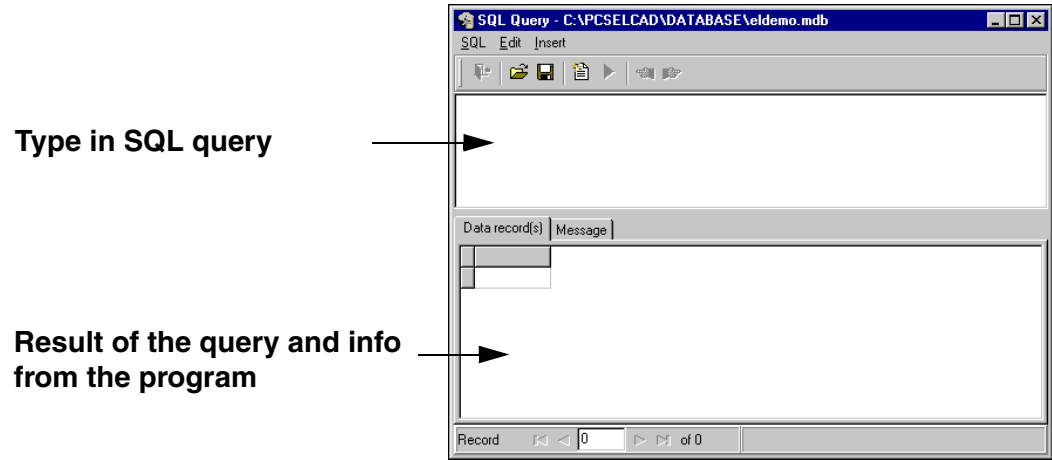 SQL Query - C:\PCSELCAD\DATABASE\eldemo.mdb
SQL Edit Insert
Type in SQL query
Data record(s) Message
Result of the query and info
from the program
Record 0 of 0